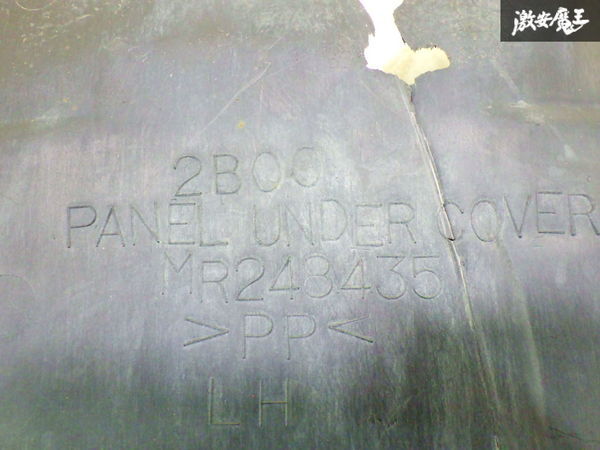 激安魔王
2B00
PANEL UNDER COVER
MR248435
>PP<
LH